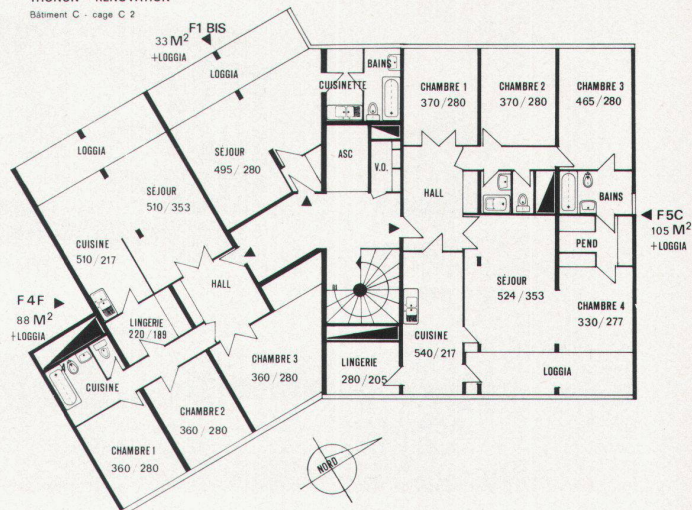 Bâtiment C - cage C 2
F1 BIS
33 M²
+LOGGIA
LOGGIA
LOGGIA
SÉJOUR
495/280
SÉJOUR
510/353
CUISINE
510/217
F4F
88 M²
+LOGGIA
HALL
LINGERIE
220/189
CUISINE
CHAMBRE 1
360/280
CHAMBRE 2
360/280
CHAMBRE 3
360/280
CUISINETTE
BAINS
ASC
V.O.
HALL
CHAMBRE 1
370/280
CHAMBRE 2
370/280
CHAMBRE 3
465/280
BAINS
PEND
F5C
105 M²
+LOGGIA
SÉJOUR
524/353
CHAMBRE 4
330/277
CUISINE
540/217
LINGERIE
280/205
LOGGIA
NORD